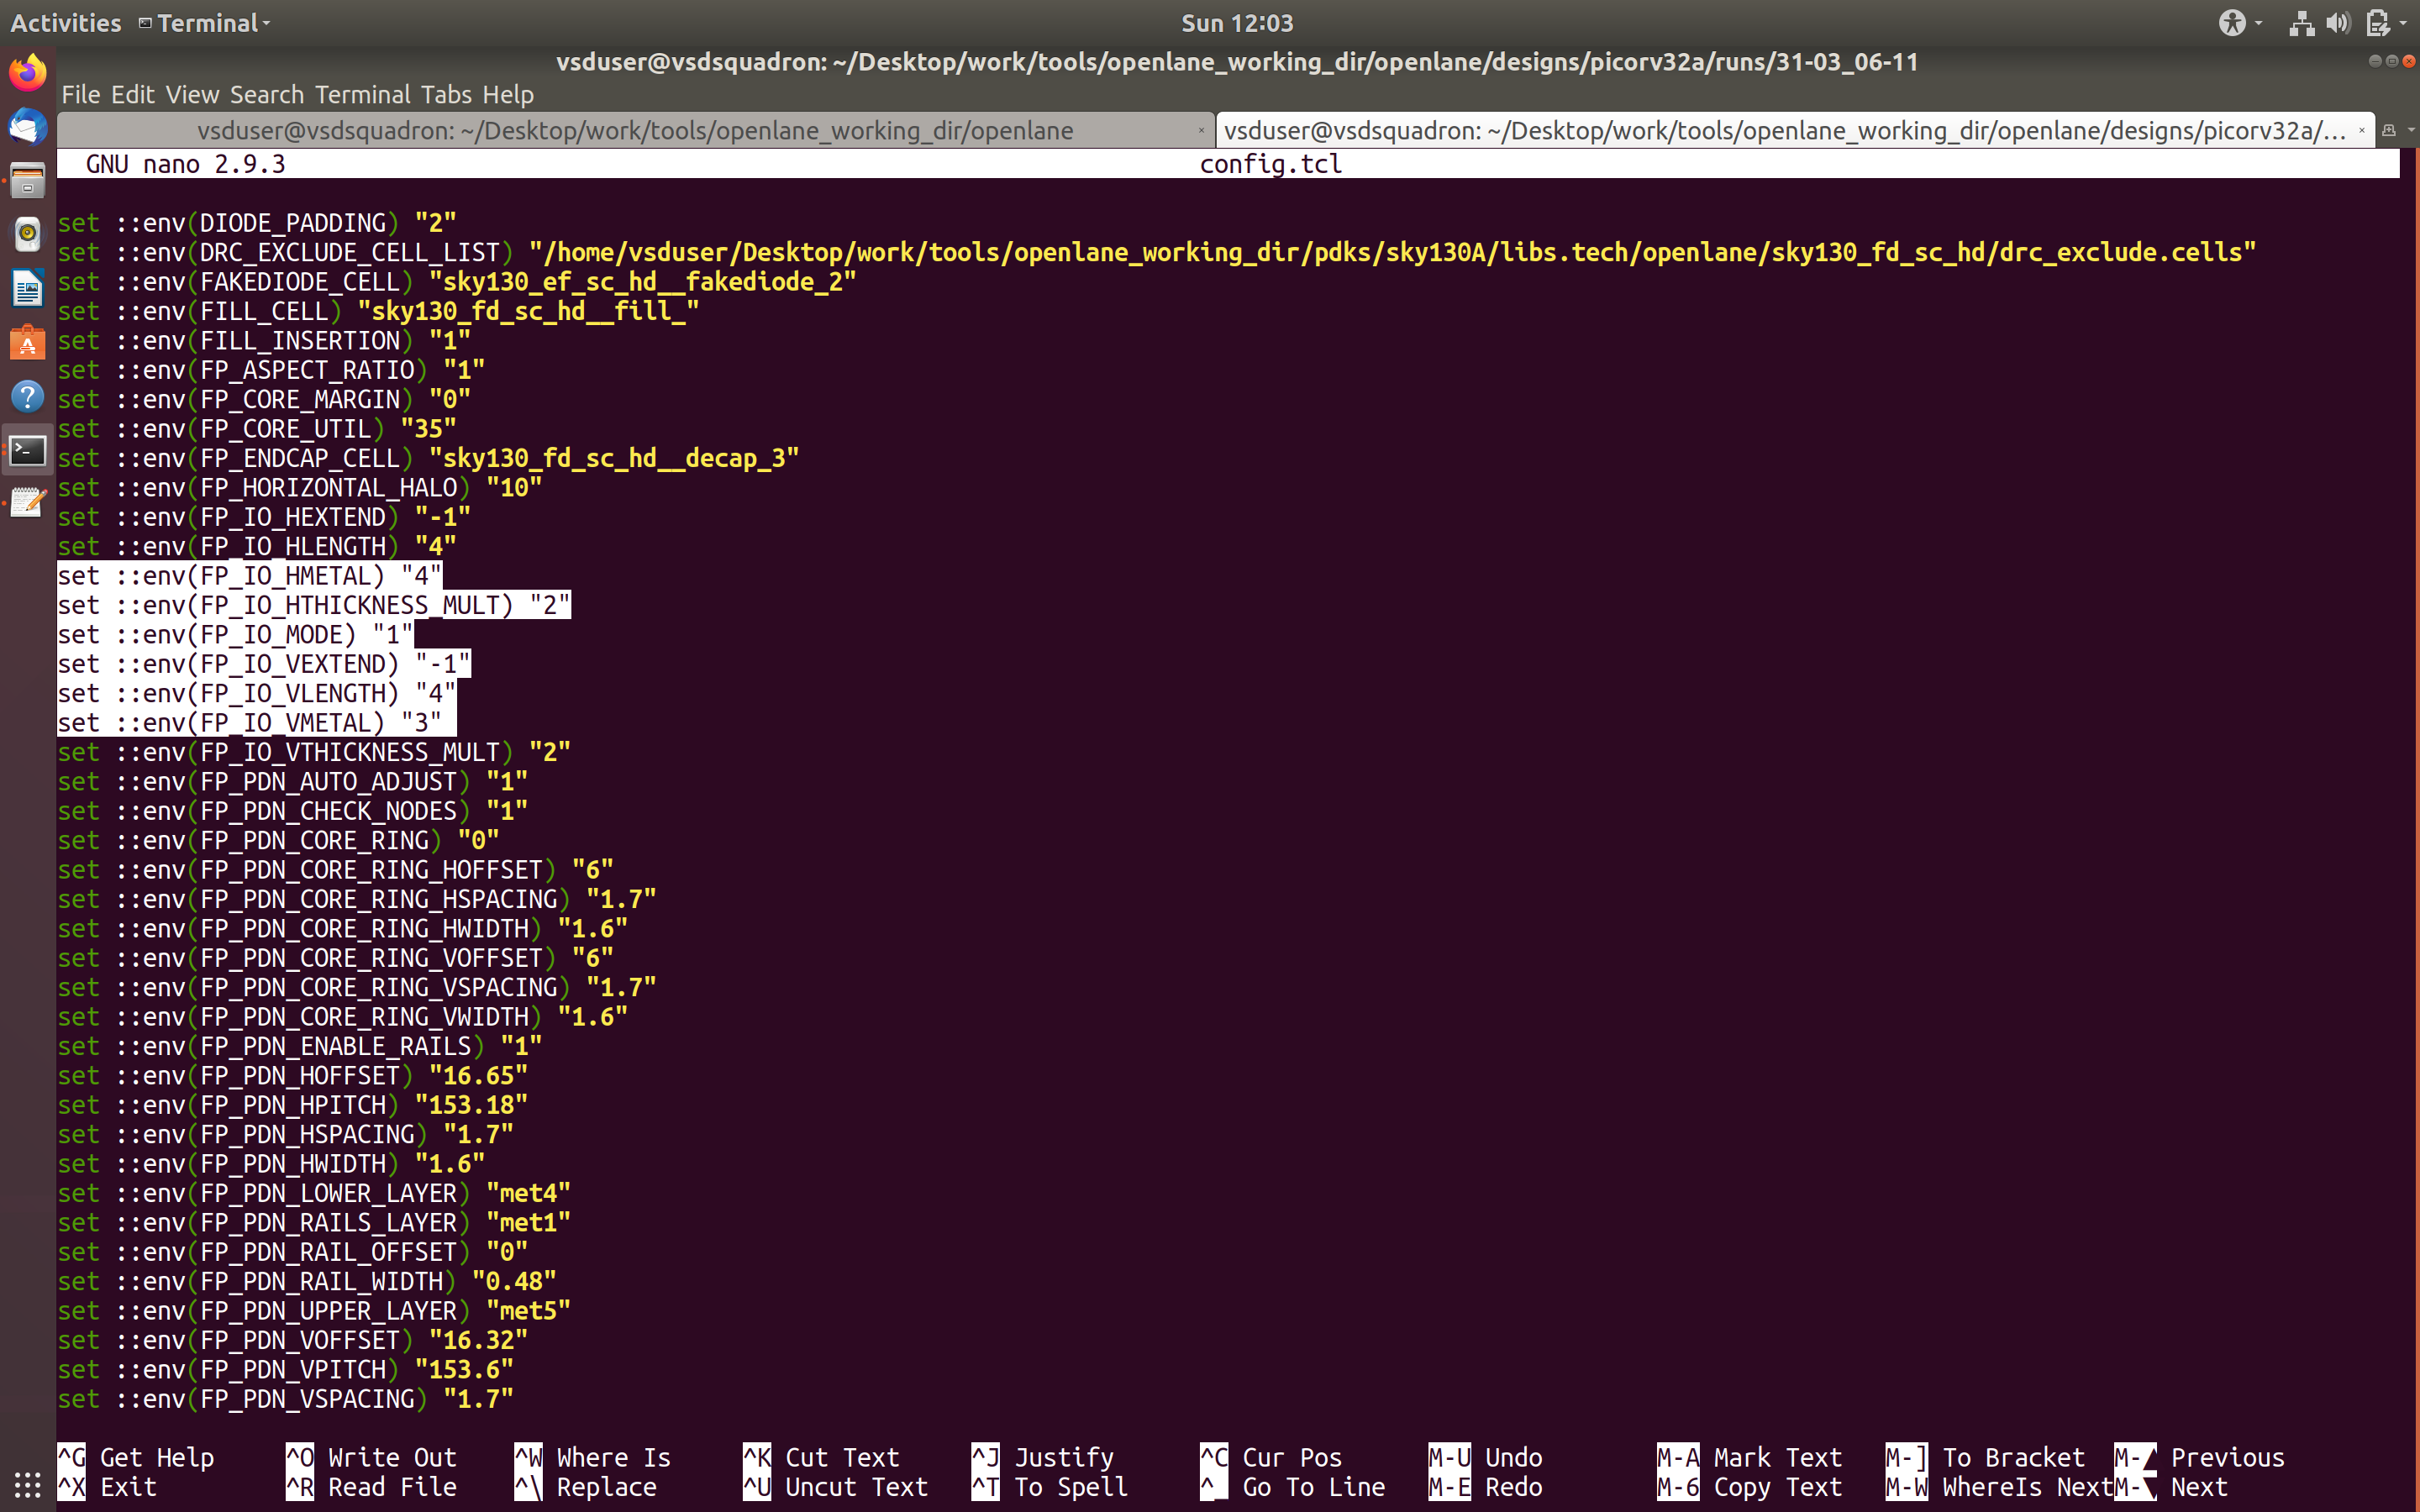 Activities Terminal Sun 12:03
vsduser@vsdsquadron: ~/Desktop/work/tools/openlane_working_dir/openlane/designs/picorv32a/runs/31-03_06-11
File Edit View Search Terminal Tabs Help
vsduser@vsdsquadron: ~/Desktop/work/tools/openlane_working_dir/openlane × vsduser@vsdsquadron: ~/Desktop/work/tools/openlane_working_dir/openlane/designs/picorv32a/... ×
GNU nano 2.9.3 config.tcl
set ::env(DIODE_PADDING) "2"
set ::env(DRC_EXCLUDE_CELL_LIST) "/home/vsduser/Desktop/work/tools/openlane_working_dir/pdks/sky130A/libs.tech/openlane/sky130_fd_sc_hd/drc_exclude.cells"
set ::env(FAKEDIODE_CELL) "sky130_ef_sc_hd__fakediode_2"
set ::env(FILL_CELL) "sky130_fd_sc_hd__fill_"
set ::env(FILL_INSERTION) "1"
set ::env(FP_ASPECT_RATIO) "1"
set ::env(FP_CORE_MARGIN) "0"
set ::env(FP_CORE_UTIL) "35"
set ::env(FP_ENDCAP_CELL) "sky130_fd_sc_hd__decap_3"
set ::env(FP_HORIZONTAL_HALO) "10"
set ::env(FP_IO_HEXTEND) "-1"
set ::env(FP_IO_HLENGTH) "4"
set ::env(FP_IO_HMETAL) "4"
set ::env(FP_IO_HTHICKNESS_MULT) "2"
set ::env(FP_IO_MODE) "1"
set ::env(FP_IO_VEXTEND) "-1"
set ::env(FP_IO_VLENGTH) "4"
set ::env(FP_IO_VMETAL) "3"
set ::env(FP_IO_VTHICKNESS_MULT) "2"
set ::env(FP_PDN_AUTO_ADJUST) "1"
set ::env(FP_PDN_CHECK_NODES) "1"
set ::env(FP_PDN_CORE_RING) "0"
set ::env(FP_PDN_CORE_RING_HOFFSET) "6"
set ::env(FP_PDN_CORE_RING_HSPACING) "1.7"
set ::env(FP_PDN_CORE_RING_HWIDTH) "1.6"
set ::env(FP_PDN_CORE_RING_VOFFSET) "6"
set ::env(FP_PDN_CORE_RING_VSPACING) "1.7"
set ::env(FP_PDN_CORE_RING_VWIDTH) "1.6"
set ::env(FP_PDN_ENABLE_RAILS) "1"
set ::env(FP_PDN_HOFFSET) "16.65"
set ::env(FP_PDN_HPITCH) "153.18"
set ::env(FP_PDN_HSPACING) "1.7"
set ::env(FP_PDN_HWIDTH) "1.6"
set ::env(FP_PDN_LOWER_LAYER) "met4"
set ::env(FP_PDN_RAILS_LAYER) "met1"
set ::env(FP_PDN_RAIL_OFFSET) "0"
set ::env(FP_PDN_RAIL_WIDTH) "0.48"
set ::env(FP_PDN_UPPER_LAYER) "met5"
set ::env(FP_PDN_VOFFSET) "16.32"
set ::env(FP_PDN_VPITCH) "153.6"
set ::env(FP_PDN_VSPACING) "1.7"
^G Get Help ^O Write Out ^W Where Is ^K Cut Text ^J Justify ^C Cur Pos M-U Undo M-A Mark Text M-] To Bracket M-▲ Previous
^X Exit ^R Read File ^\ Replace ^U Uncut Text ^T To Spell ^_ Go To Line M-E Redo M-6 Copy Text M-W WhereIs Next M-▼ Next